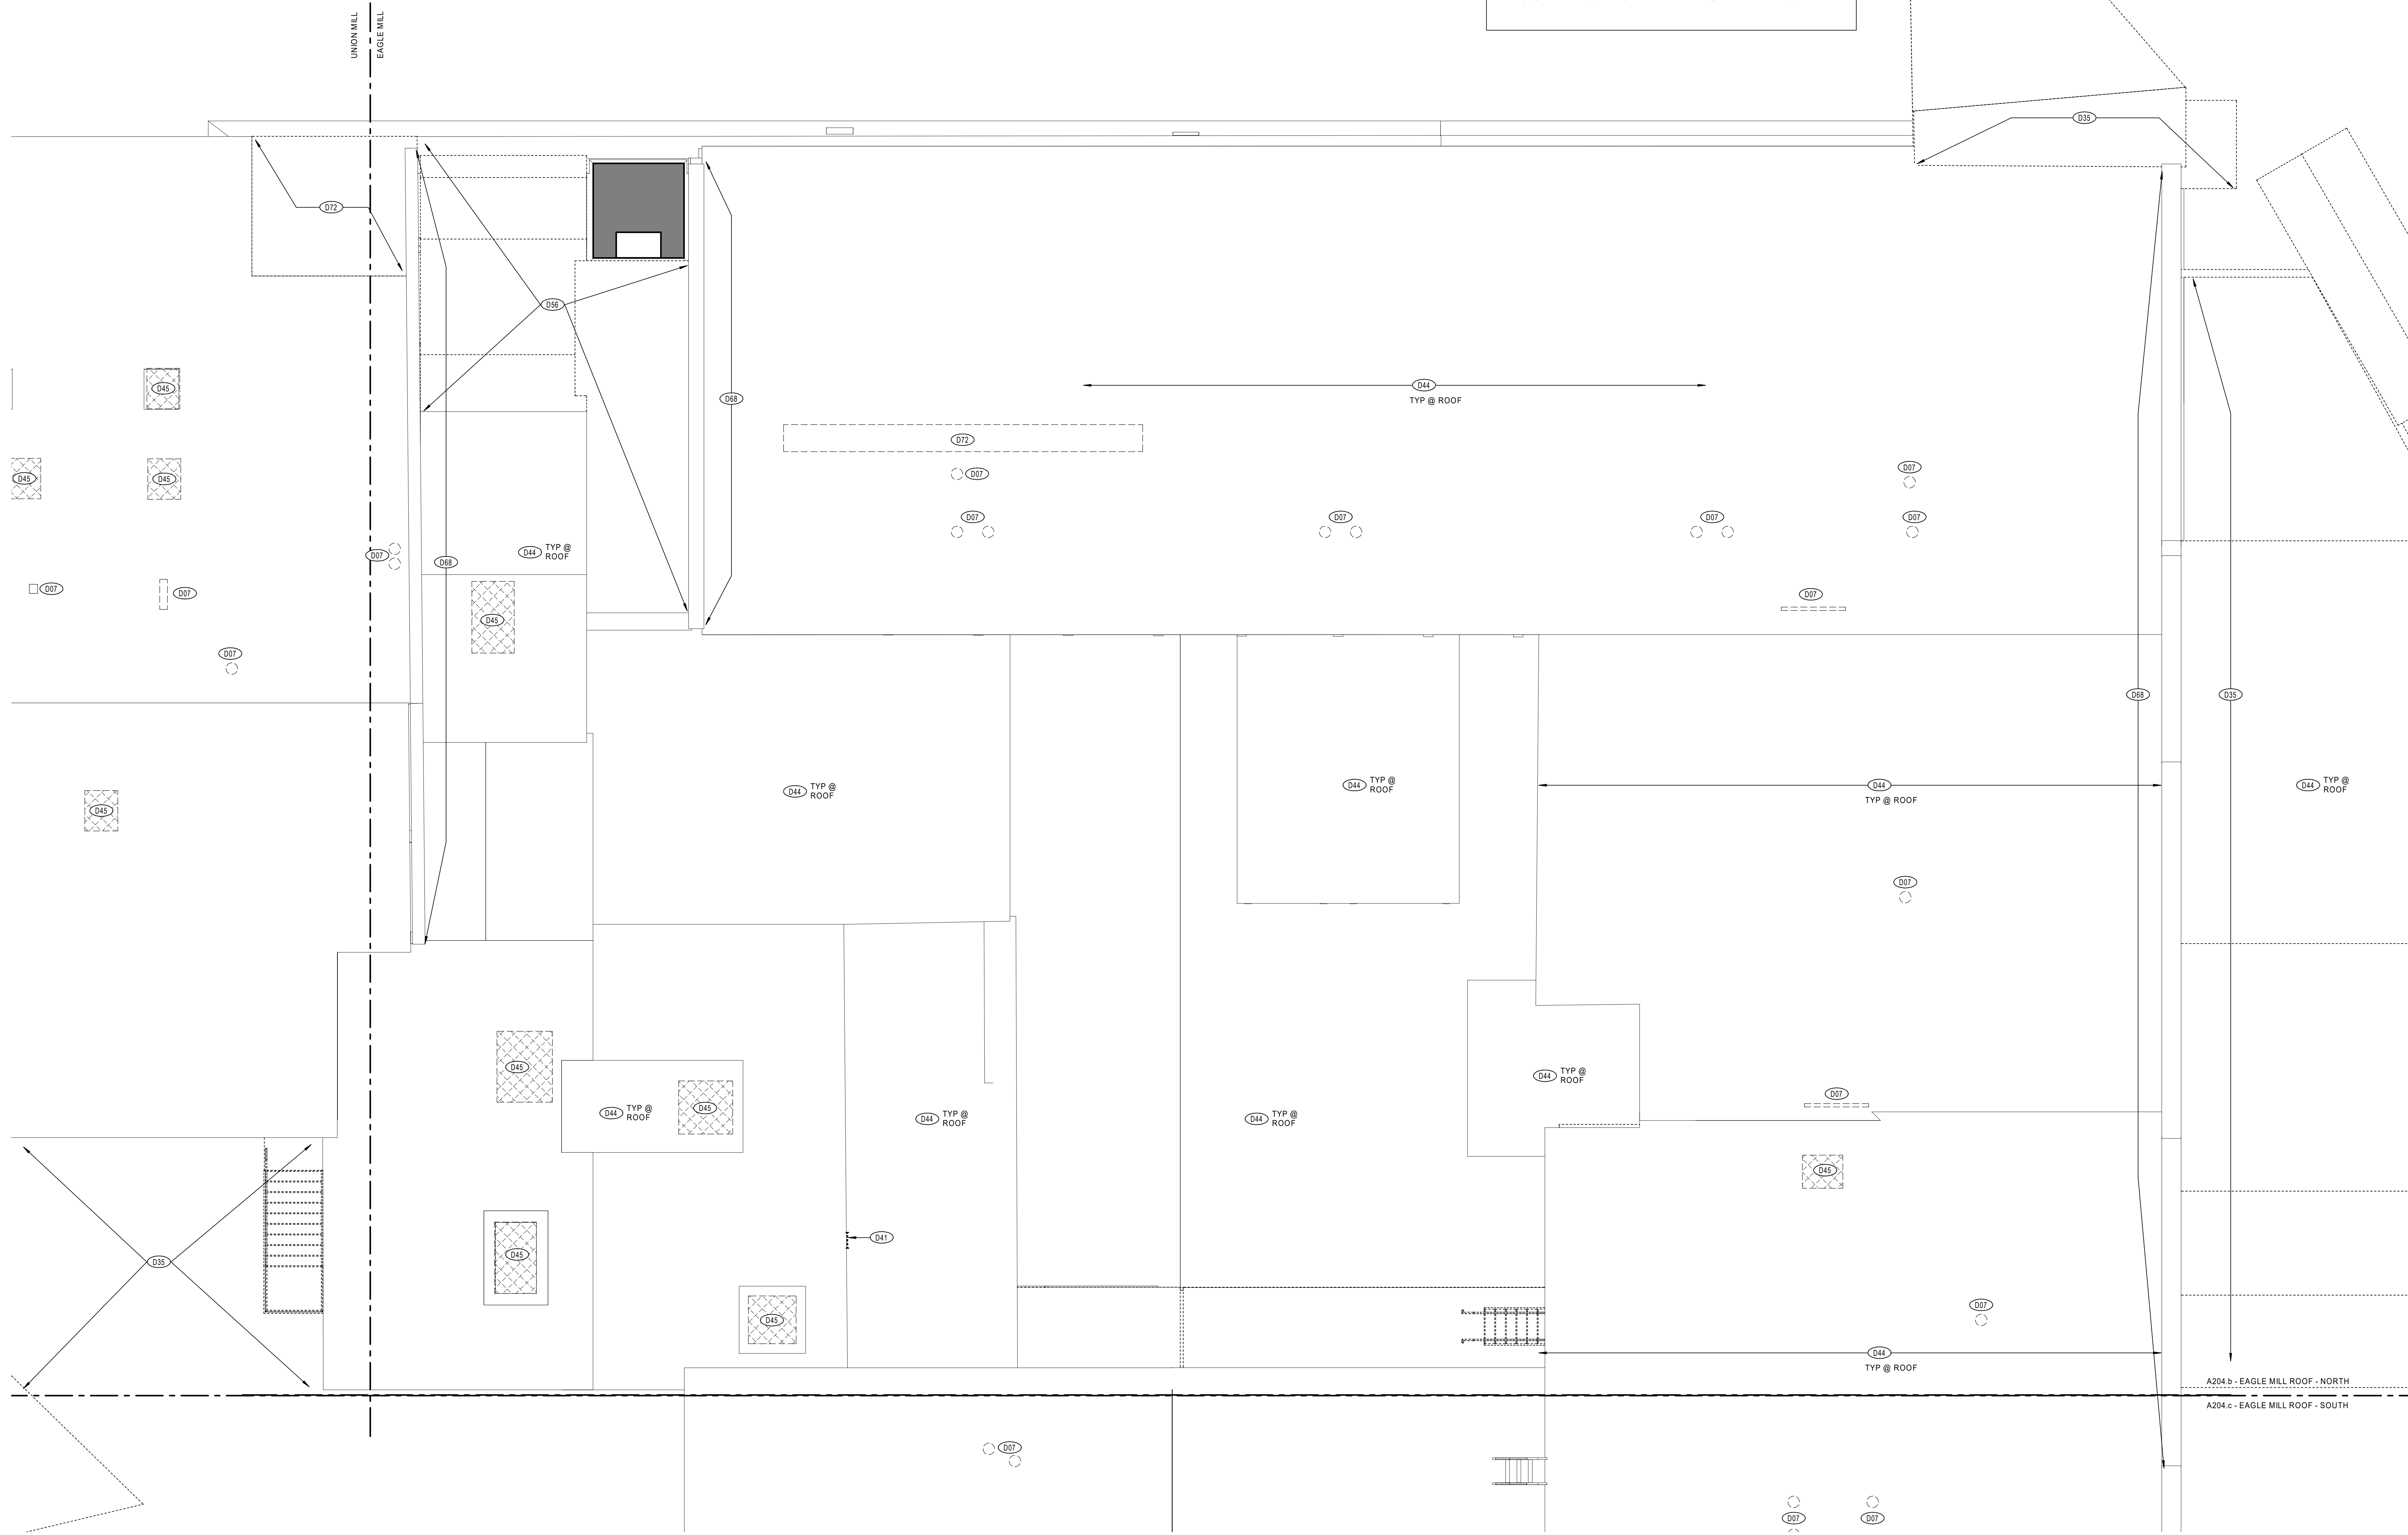 UNION MILL
EAGLE MILL
D35
D72
D56
D45
D44
TYP @ ROOF
D68
D72
D07
D07
D45
D45
D07
D07
D07
D07
D07
D44
TYP @
ROOF
D07
D68
D07
D07
D07
D45
D07
D68
D35
D44
TYP @
ROOF
D44
TYP @
ROOF
D44
TYP @ ROOF
D44
TYP @
ROOF
D45
D07
D45
D44
TYP @
ROOF
D07
D44
TYP @
ROOF
D45
D44
TYP @
ROOF
D44
TYP @
ROOF
D45
D41
D45
D35
D07
D45
D44
TYP @ ROOF
A204.b - EAGLE MILL ROOF - NORTH
A204.c - EAGLE MILL ROOF - SOUTH
D07
D07
D07